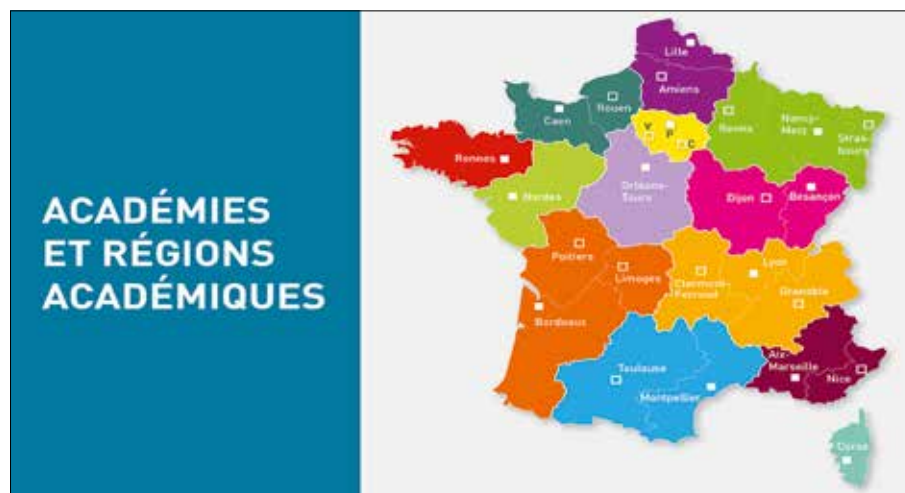 ACADÉMIES
ET RÉGIONS
ACADÉMIQUES
Lille
Amiens
Rouen
Caen
V
P
C
Reims
Nancy-
Metz
Stras-
bourg
Rennes
Nantes
Orléans-
Tours
Dijon
Besançon
Poitiers
Limoges
Clermont-
Ferrand
Lyon
Grenoble
Bordeaux
Toulouse
Montpellier
Aix-
Marseille
Nice
Corse